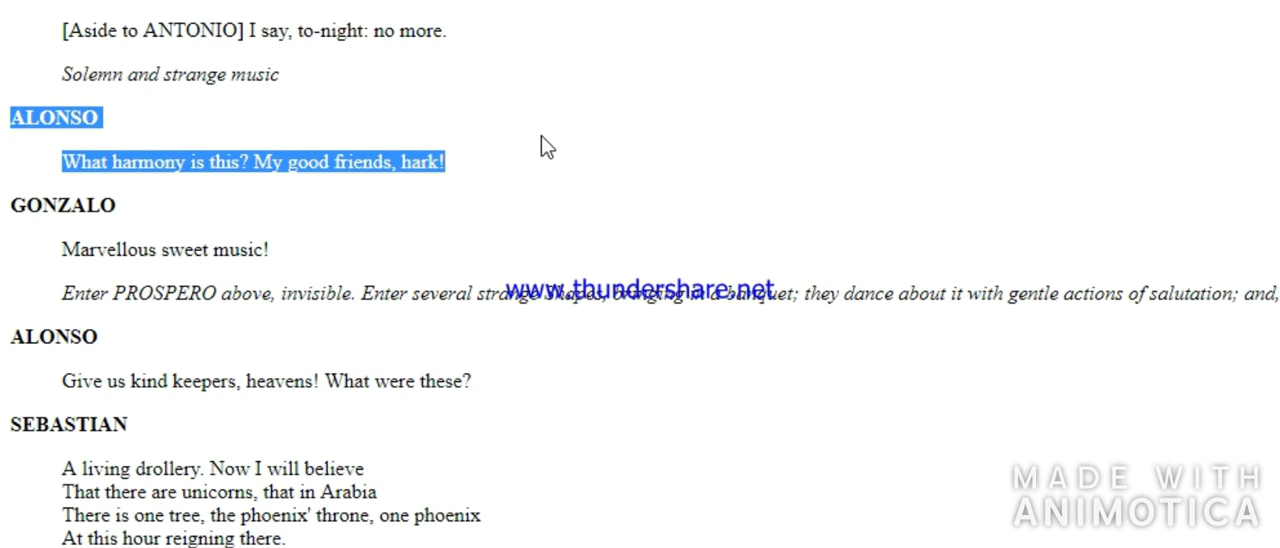 [Aside to ANTONIO] I say, to-night: no more.
Solemn and strange music
ALONSO
What harmony is this? My good friends, hark!
GONZALO
Marvellous sweet music!
Enter PROSPERO above, invisible. Enter several strange Shapes, bringing in a banquet; they dance about it with gentle actions of salutation; and,
www.thundershare.net
ALONSO
Give us kind keepers, heavens! What were these?
SEBASTIAN
A living drollery. Now I will believe
That there are unicorns, that in Arabia
There is one tree, the phoenix' throne, one phoenix
At this hour reigning there.
MADE WITH
ANIMOTICA